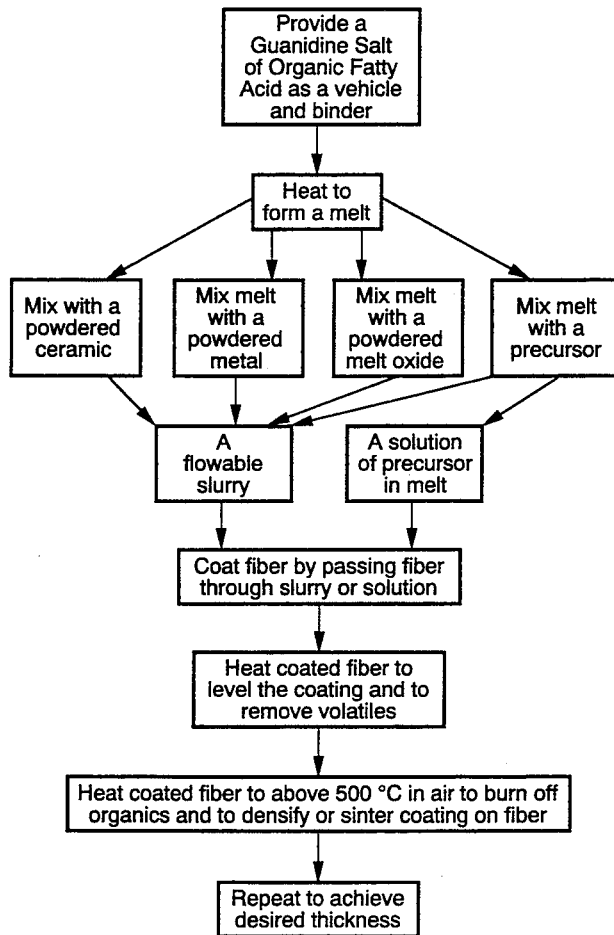 Provide a
Guanidine Salt
of Organic Fatty
Acid as a vehicle
and binder
Heat to
form a melt
Mix with a
powdered
ceramic
Mix melt
with a
powdered
metal
Mix melt
with a
powdered
melt oxide
Mix melt
with a
precursor
A
flowable
slurry
A solution
of precursor
in melt
Coat fiber by passing fiber
through slurry or solution
Heat coated fiber to
level the coating and to
remove volatiles
Heat coated fiber to above 500 °C in air to burn off
organics and to densify or sinter coating on fiber
Repeat to achieve
desired thickness